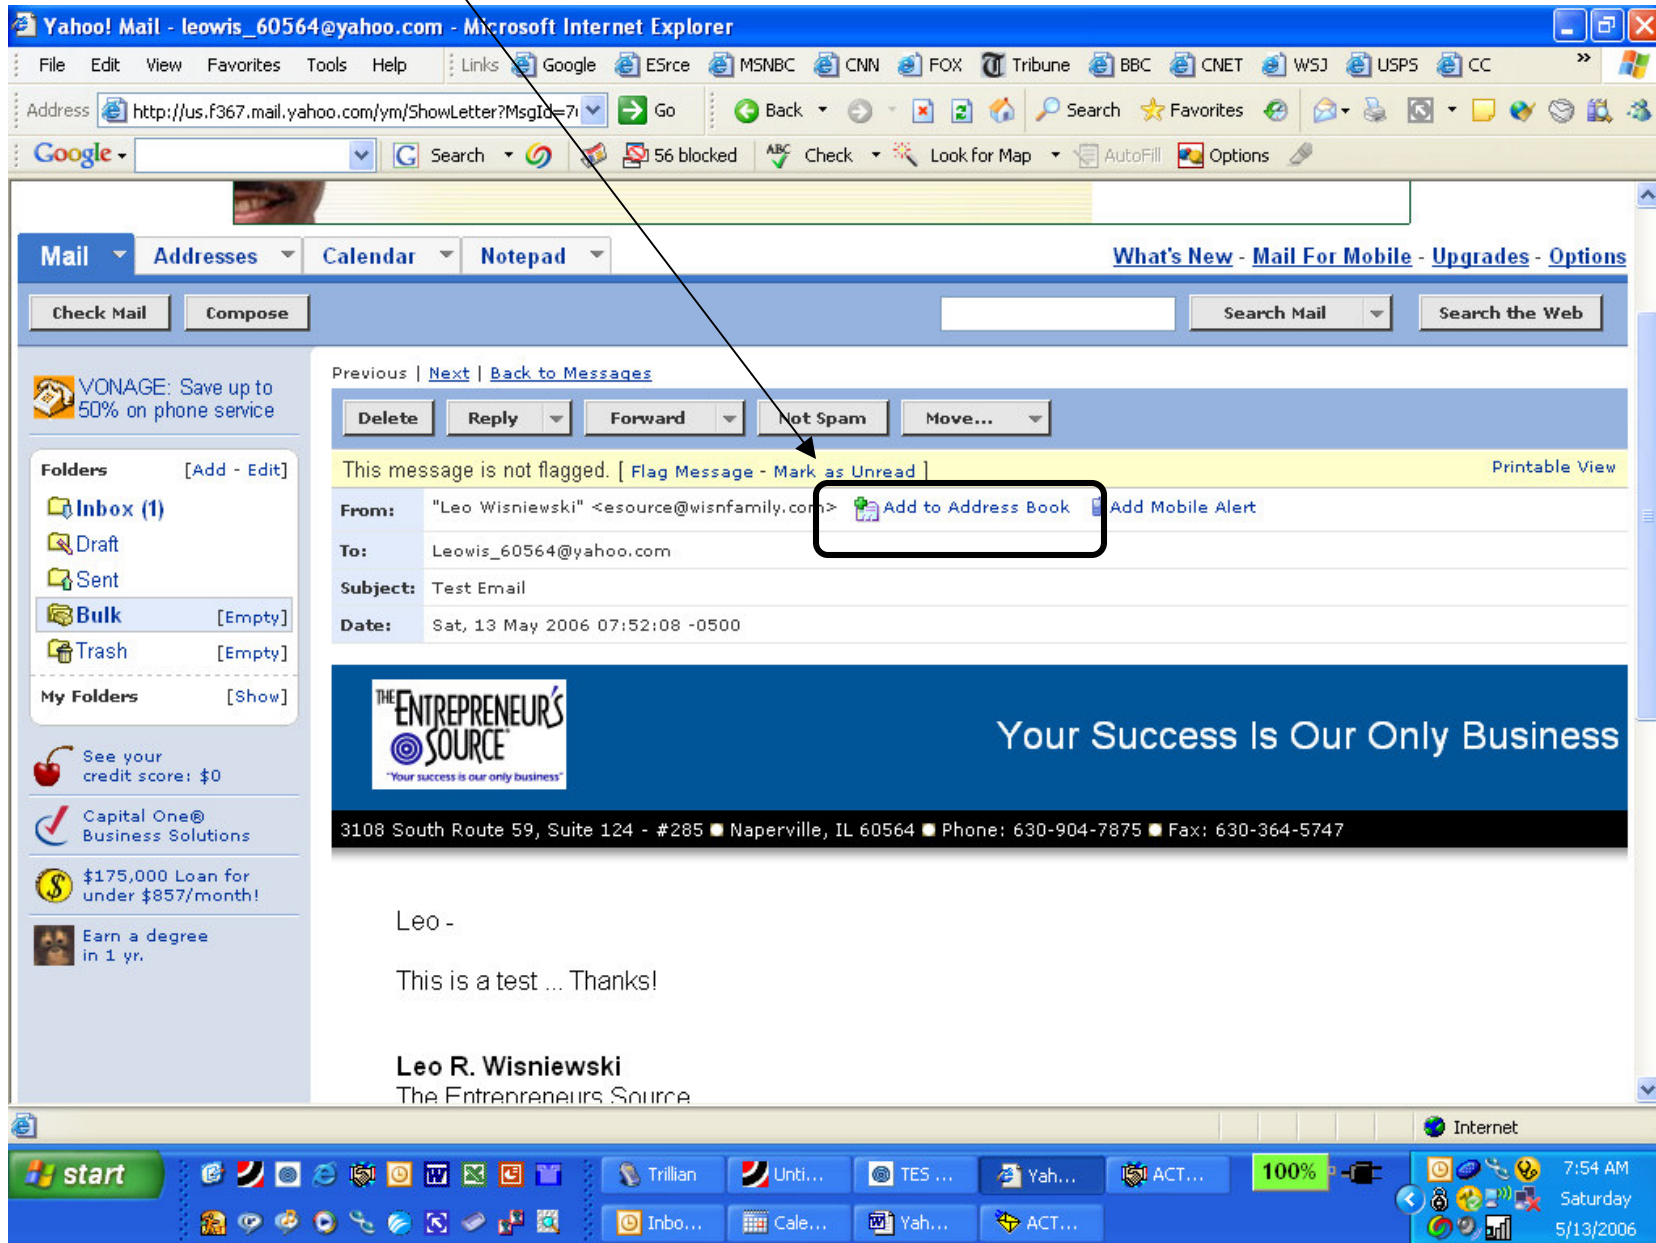 Yahoo! Mail - leowis_60564@yahoo.com - Microsoft Internet Explorer
File Edit View Favorites Tools Help Links Google ESrce MSNBC CNN FOX Tribune BBC CNET WSJ USPS CC »
Address http://us.f367.mail.yahoo.com/ym/ShowLetter?MsgId=7 Go Back Search Favorites
Google Search 56 blocked ABC Check Look for Map AutoFill Options
Mail Addresses Calendar Notepad What's New - Mail For Mobile - Upgrades - Options
Check Mail Compose Search Mail Search the Web
VONAGE: Save up to
50% on phone service
Folders [Add - Edit]
Inbox (1)
Draft
Sent
Bulk [Empty]
Trash [Empty]
My Folders [Show]
See your
credit score: $0
Capital One®
Business Solutions
$175,000 Loan for
under $857/month!
Earn a degree
in 1 yr.
Previous | Next | Back to Messages
Delete Reply Forward Not Spam Move...
This message is not flagged. [ Flag Message - Mark as Unread ] Printable View
From: "Leo Wisniewski" <esource@wisnfamily.com> Add to Address Book Add Mobile Alert
To: Leowis_60564@yahoo.com
Subject: Test Email
Date: Sat, 13 May 2006 07:52:08 -0500
THE ENTREPRENEUR'S
SOURCE
"Your success is our only business"
Your Success Is Our Only Business
3108 South Route 59, Suite 124 - #285 Naperville, IL 60564 Phone: 630-904-7875 Fax: 630-364-5747
Leo -
This is a test ... Thanks!
Leo R. Wisniewski
The Entrepreneurs Source
Internet
start Trillian Unti... TES ... Yah... ACT... 100% 7:54 AM
Saturday
Inbo... Cale... Yah... ACT... 5/13/2006